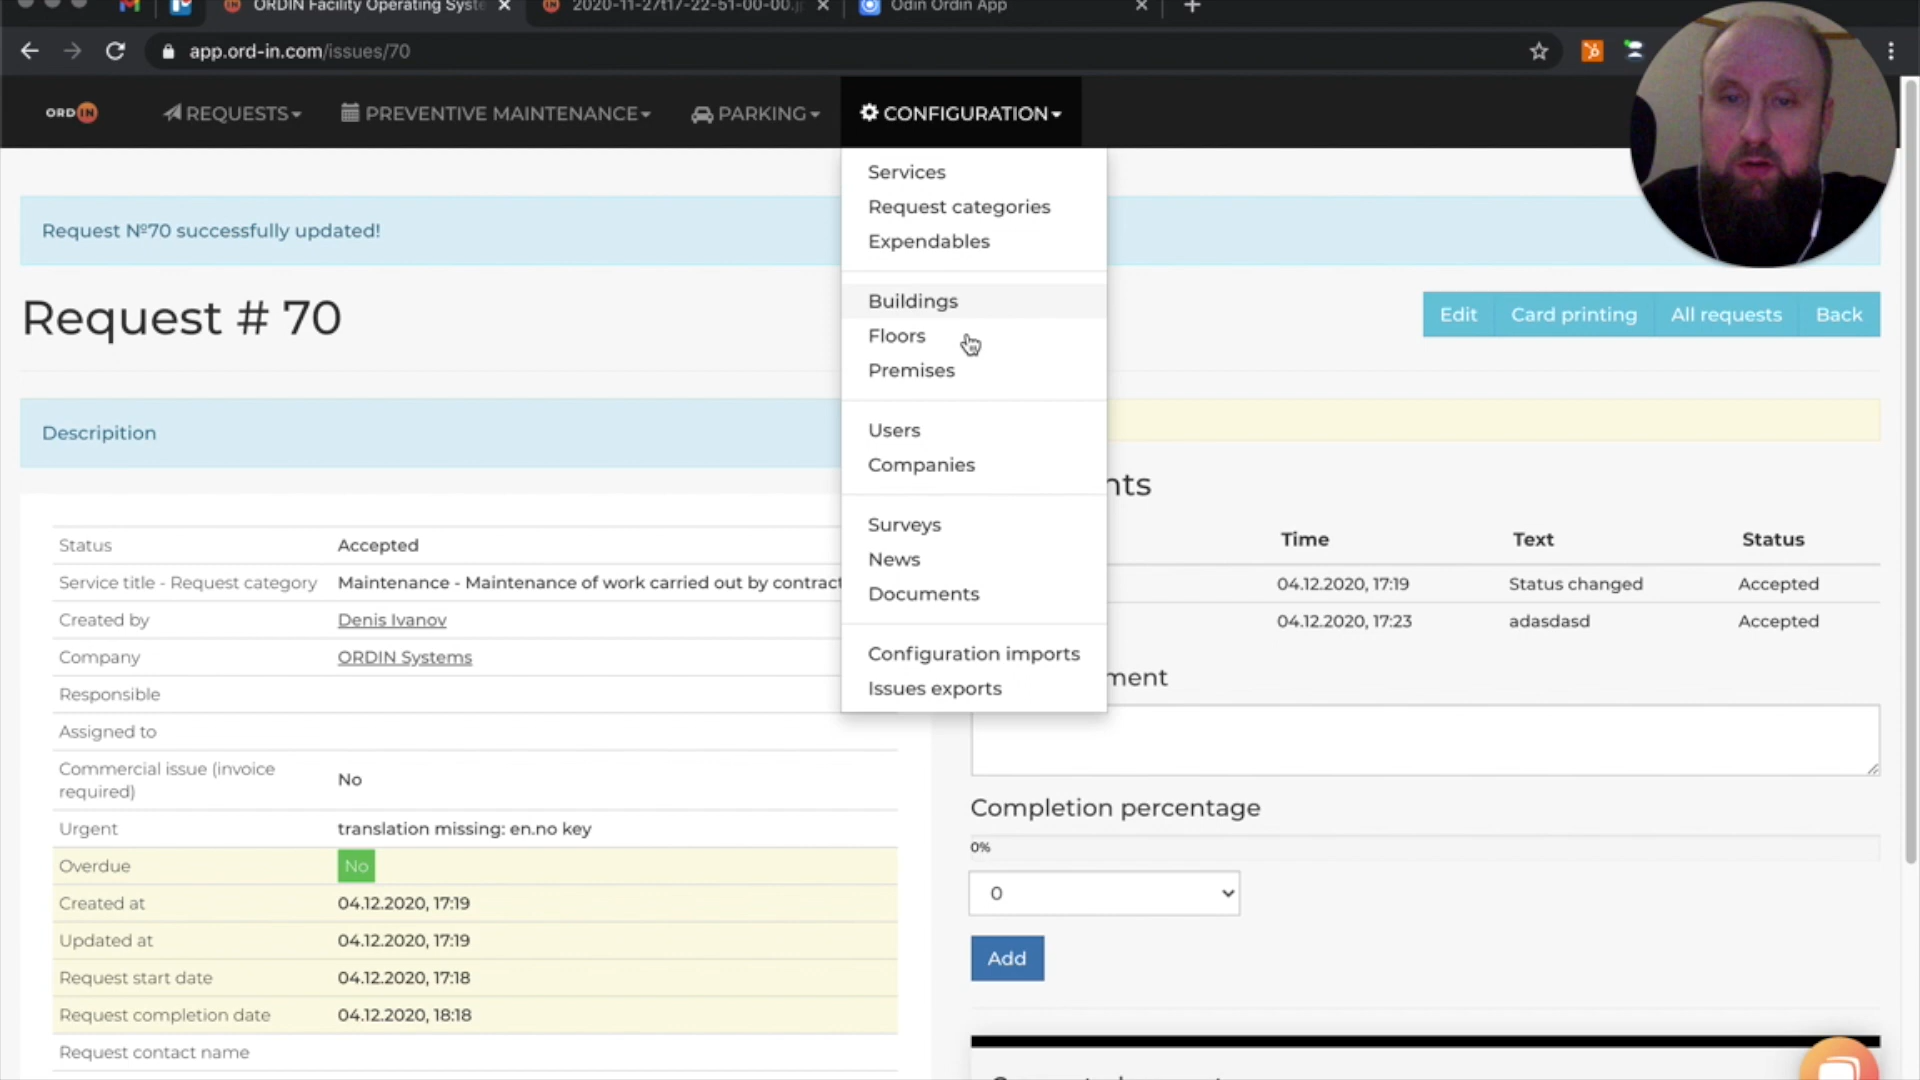 ORDIN Facility Operating Syste
2020-11-27t17-22-51-00-00.j
Odin Ordin App
app.ord-in.com/issues/70
ORDIN
REQUESTS
PREVENTIVE MAINTENANCE
PARKING
CONFIGURATION
Services
Request categories
Expendables
Buildings
Floors
Premises
Users
Companies
Surveys
News
Documents
Configuration imports
Issues exports
Request №70 successfully updated!
Request # 70
Edit
Card printing
All requests
Back
Descripition
Status Accepted
Service title - Request category Maintenance - Maintenance of work carried out by contract
Created by Denis Ivanov
Company ORDIN Systems
Responsible
Assigned to
Commercial issue (invoice
required) No
Urgent translation missing: en.no key
Overdue No
Created at 04.12.2020, 17:19
Updated at 04.12.2020, 17:19
Request start date 04.12.2020, 17:18
Request completion date 04.12.2020, 18:18
Request contact name
nts
Time Text Status
04.12.2020, 17:19 Status changed Accepted
04.12.2020, 17:23 adasdasd Accepted
ment
Completion percentage
0%
0
Add